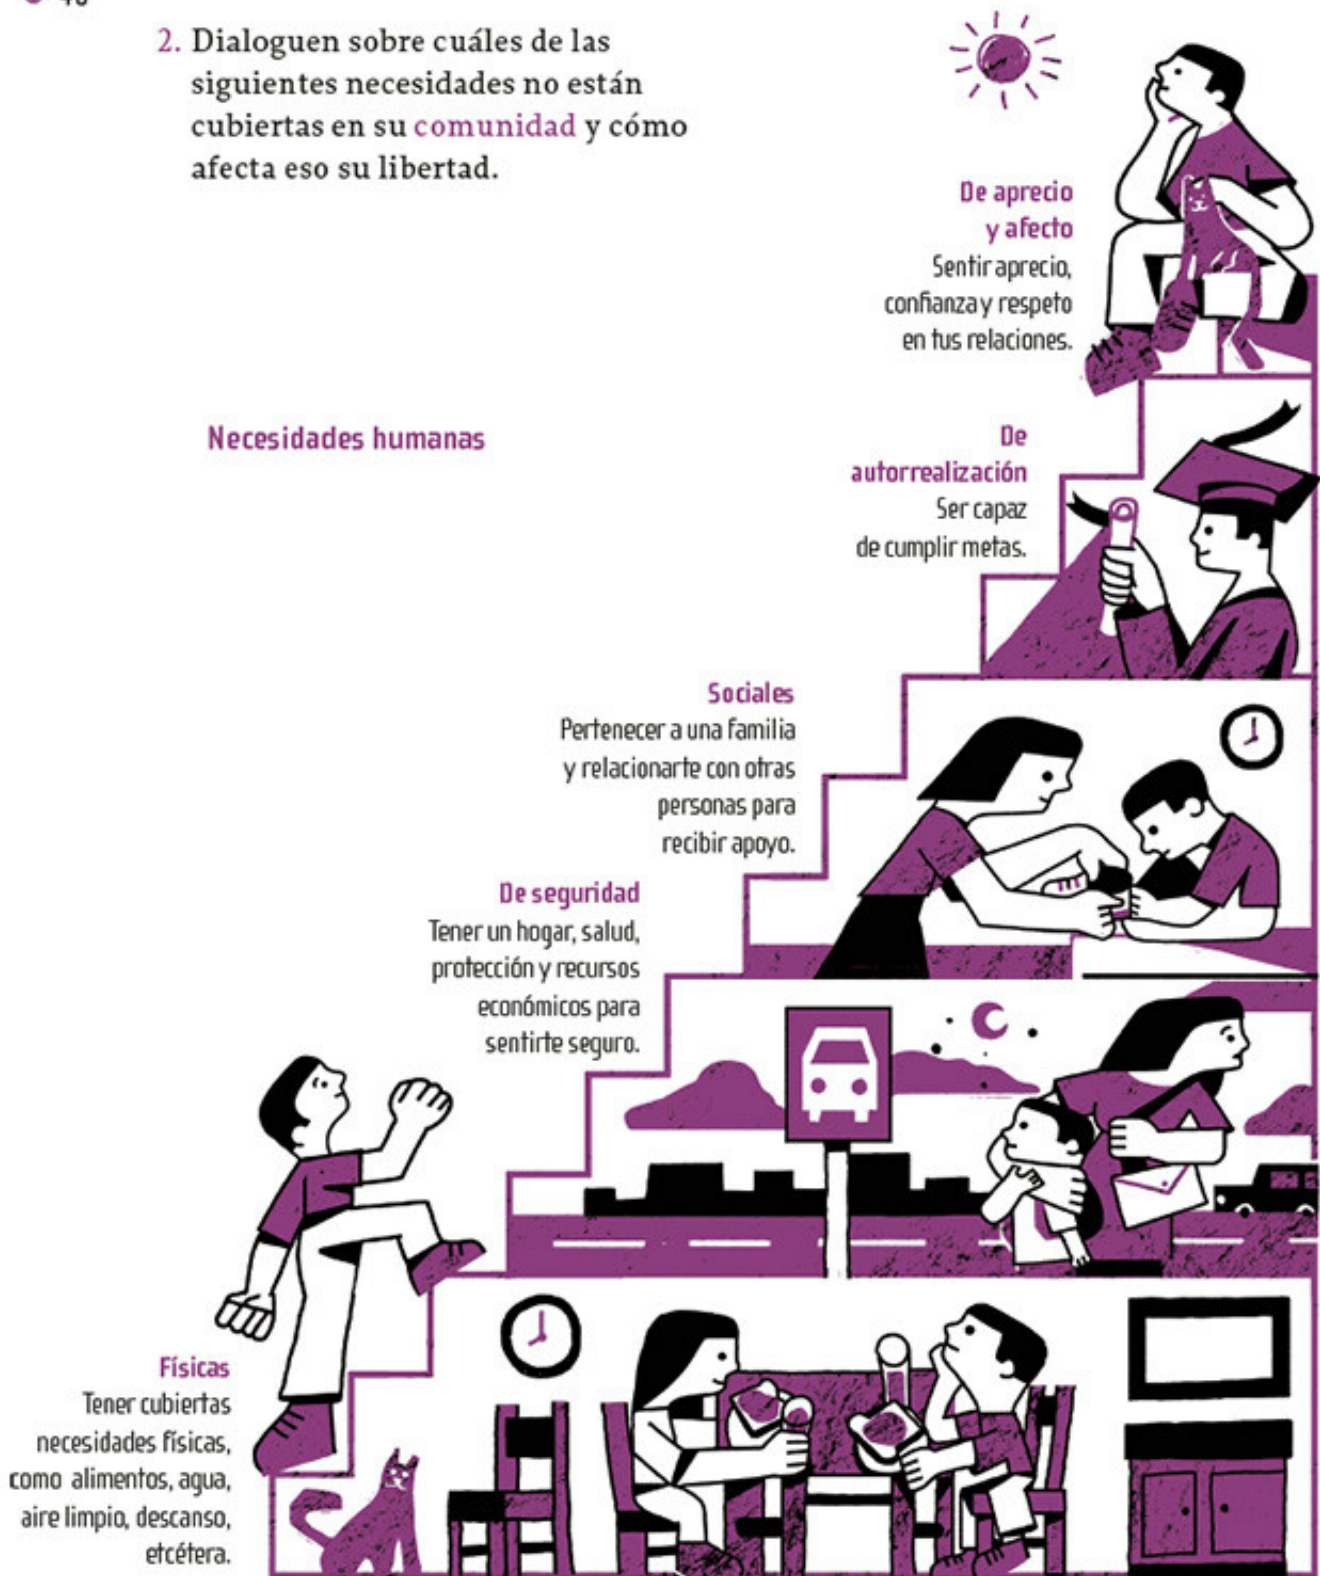 2. Dialoguen sobre cuáles de las
siguientes necesidades no están
cubiertas en su comunidad y cómo
afecta eso su libertad.
De aprecio
y afecto
Sentir aprecio,
confianza y respeto
en tus relaciones.
Necesidades humanas
De
autorrealización
Ser capaz
de cumplir metas.
Sociales
Pertenecer a una familia
y relacionarte con otras
personas para
recibir apoyo.
De seguridad
Tener un hogar, salud,
protección y recursos
económicos para
sentirte seguro.
Físicas
Tener cubiertas
necesidades físicas,
como alimentos, agua,
aire limpio, descanso,
etcétera.